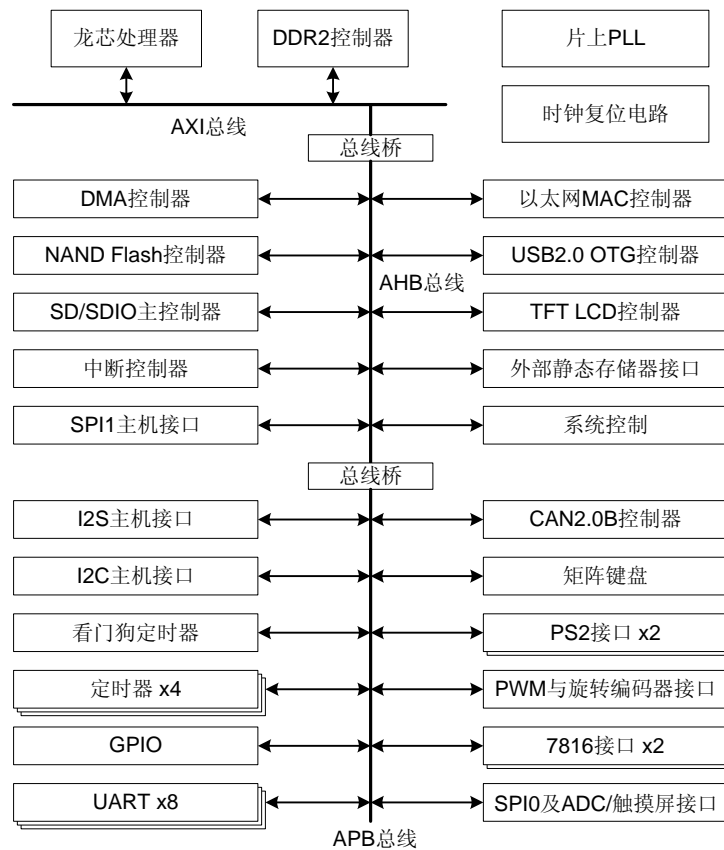 龙芯处理器
DDR2控制器
片上PLL
AXI总线
时钟复位电路
总线桥
DMA控制器
以太网MAC控制器
NAND Flash控制器
USB2.0 OTG控制器
AHB总线
SD/SDIO主控制器
TFT LCD控制器
中断控制器
外部静态存储器接口
SPI1主机接口
系统控制
总线桥
I2S主机接口
CAN2.0B控制器
I2C主机接口
矩阵键盘
看门狗定时器
PS2接口 x2
定时器 x4
PWM与旋转编码器接口
GPIO
7816接口 x2
UART x8
SPI0及ADC/触摸屏接口
APB总线